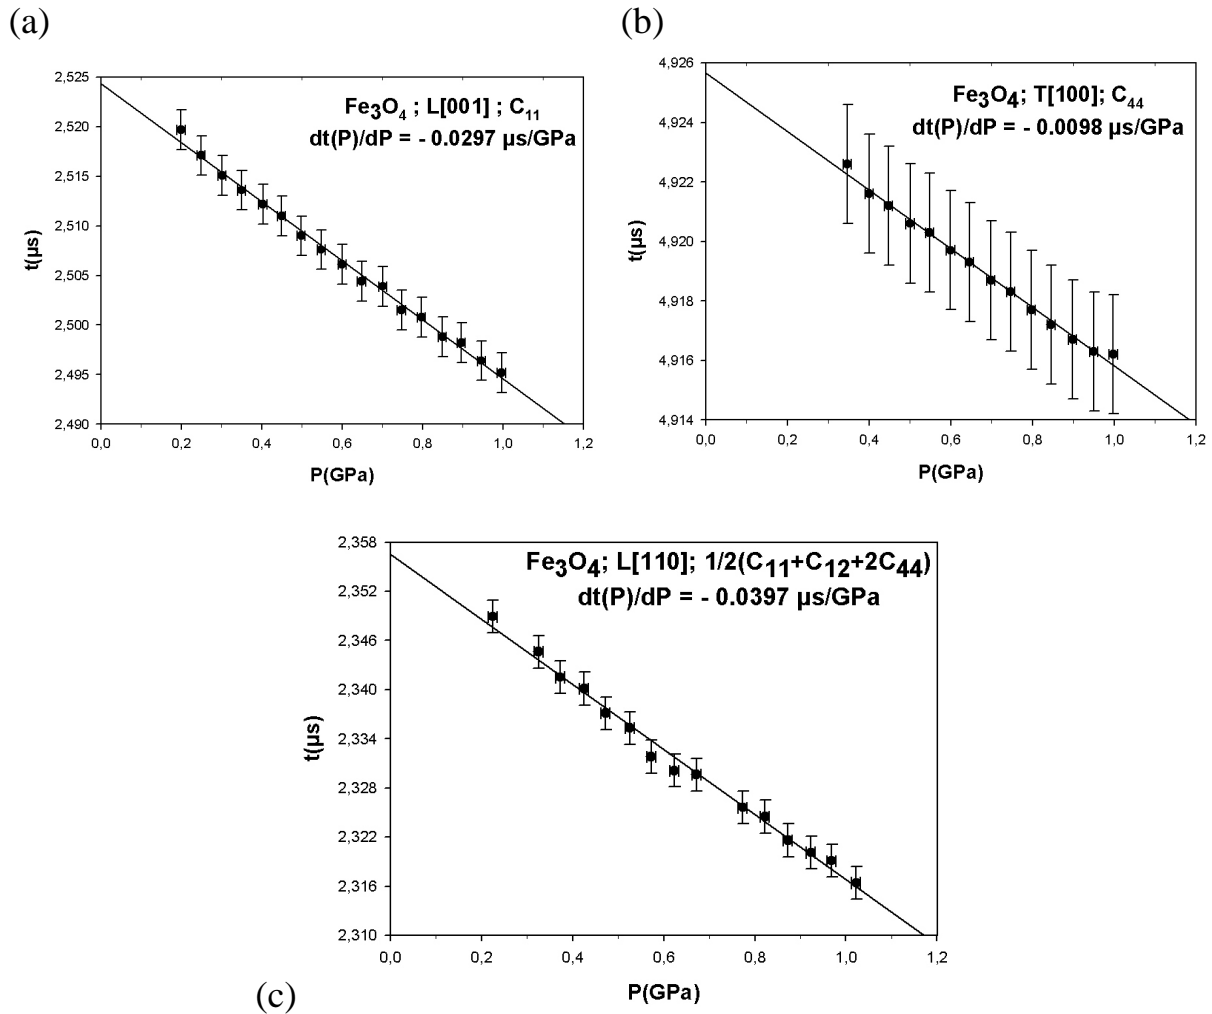 (a)
Fe₃O₄ ; L[001] ; C₁₁
dt(P)/dP = - 0.0297 µs/GPa
t(µs)
2,525
2,520
2,515
2,510
2,505
2,500
2,495
2,490
0,0 0,2 0,4 0,6 0,8 1,0 1,2
P(GPa)
(b)
Fe₃O₄; T[100]; C₄₄
dt(P)/dP = - 0.0098 µs/GPa
t(µs)
4,926
4,924
4,922
4,920
4,918
4,916
4,914
0,0 0,2 0,4 0,6 0,8 1,0 1,2
P(GPa)
Fe₃O₄; L[110]; 1/2(C₁₁+C₁₂+2C₄₄)
dt(P)/dP = - 0.0397 µs/GPa
t(µs)
2,358
2,352
2,346
2,340
2,334
2,328
2,322
2,316
2,310
0,0 0,2 0,4 0,6 0,8 1,0 1,2
P(GPa)
(c)